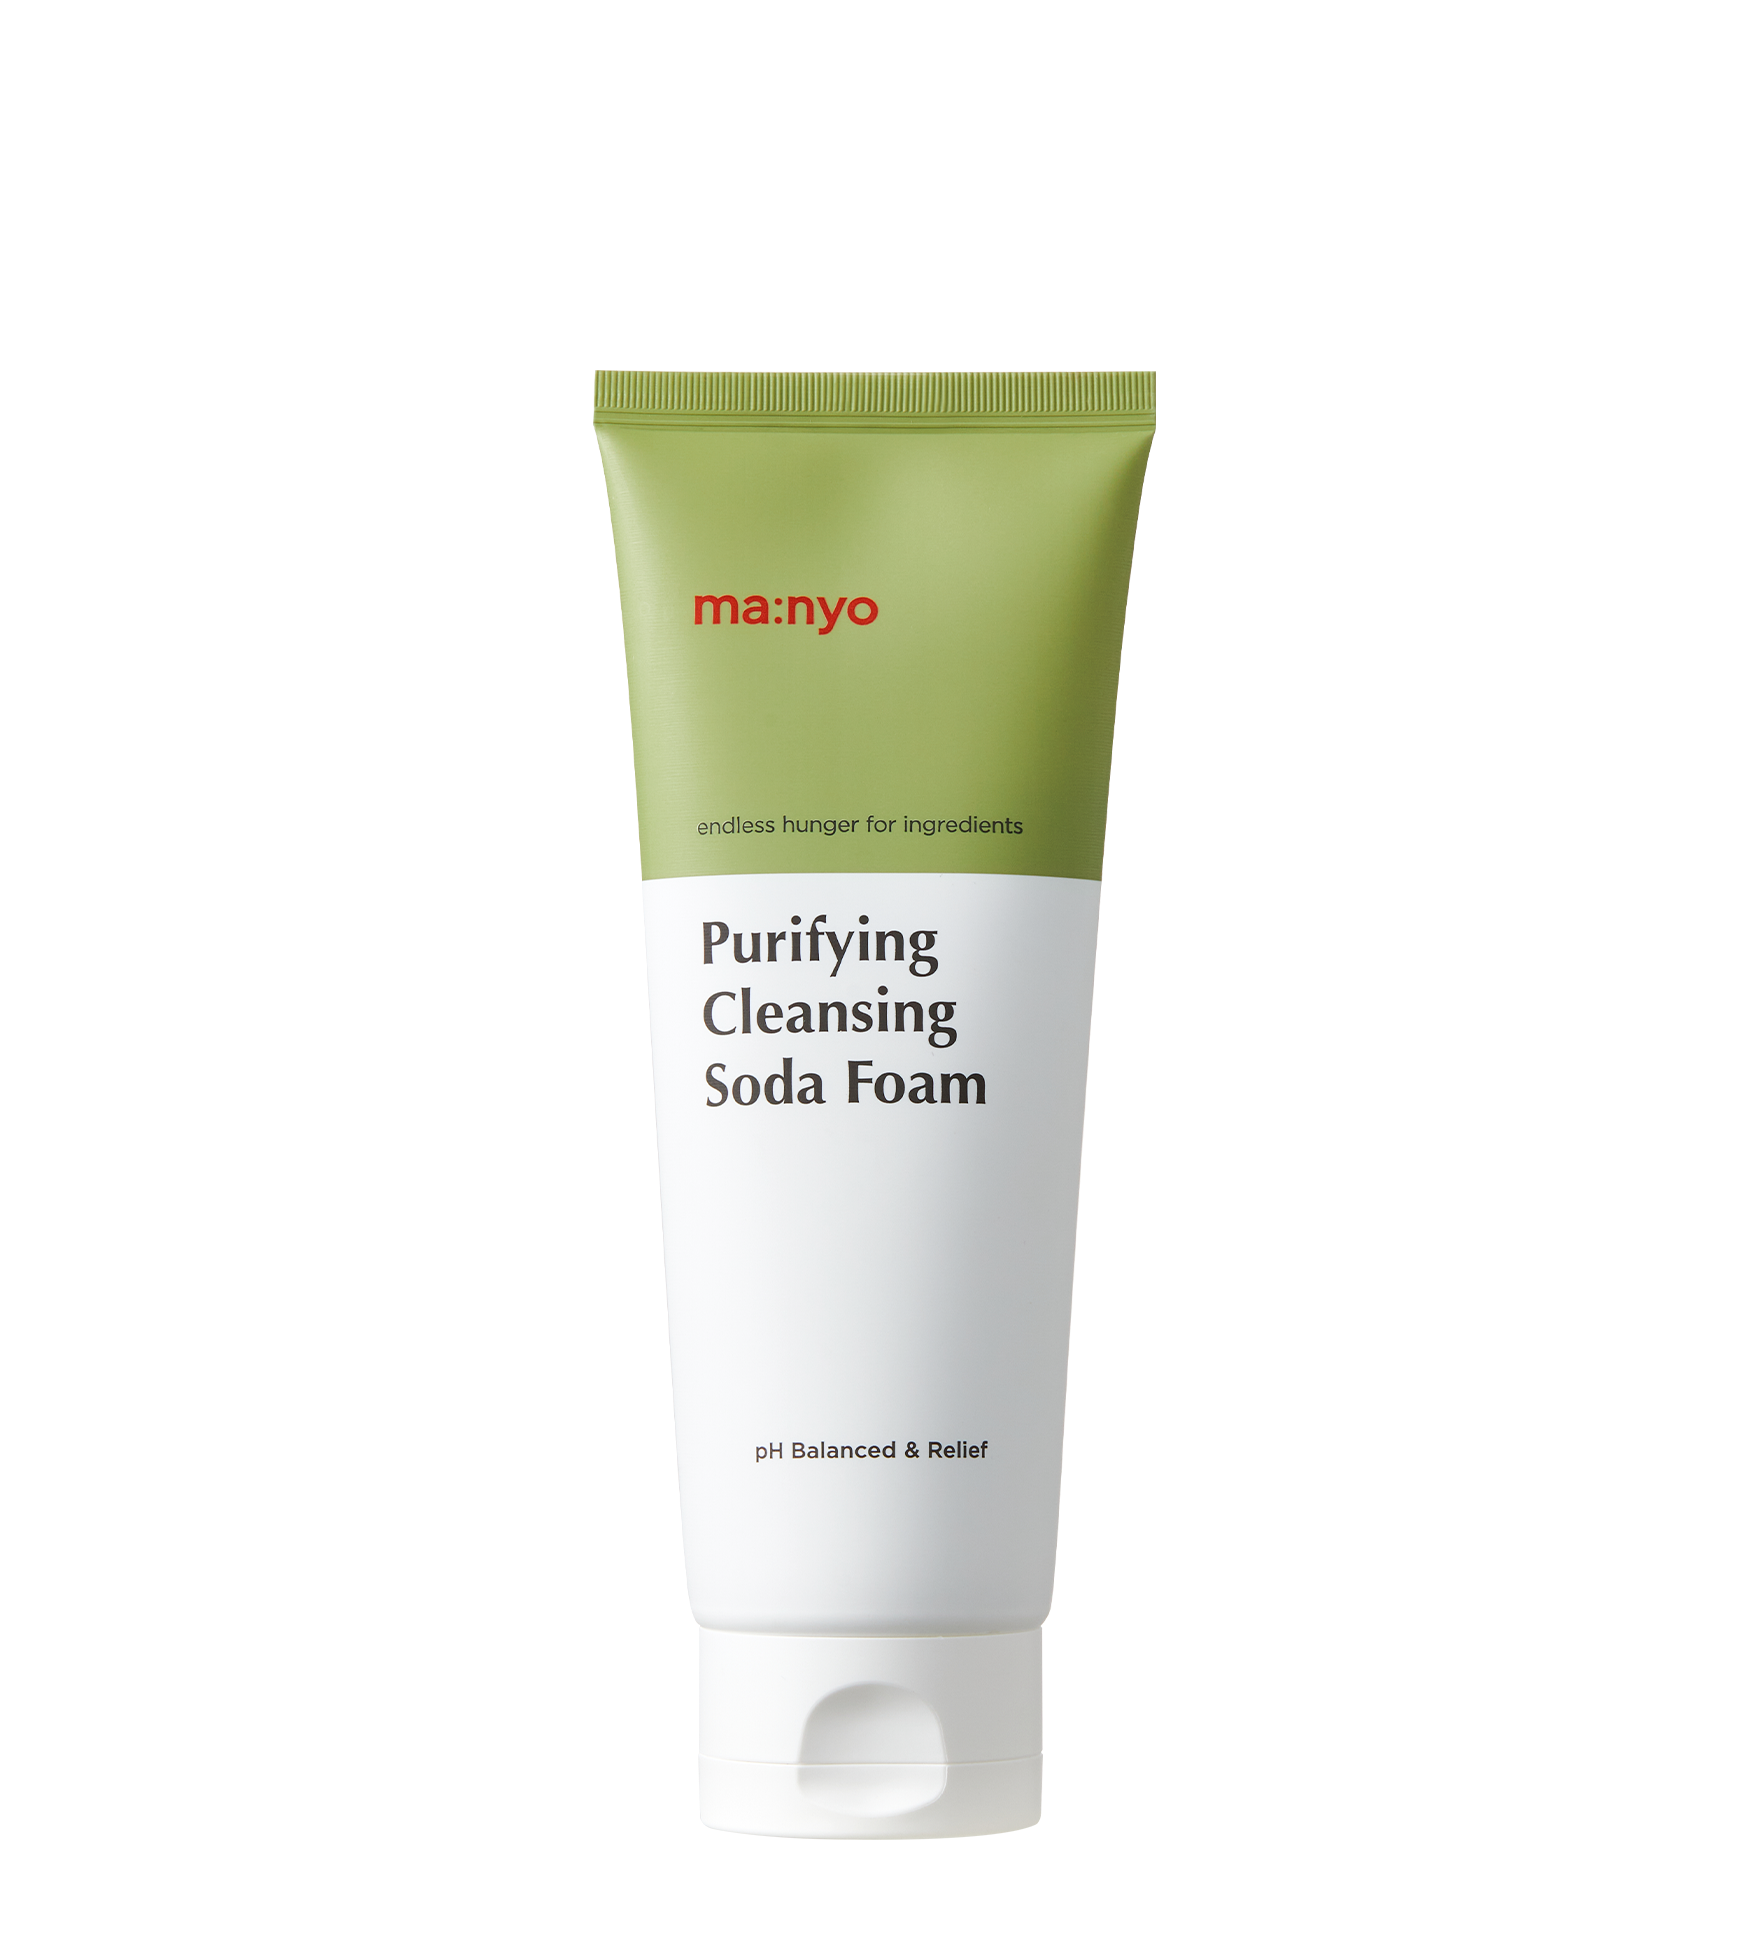 ma:nyo
endless hunger for ingredients
Purifying
Cleansing
Soda Foam
pH Balanced & Relief